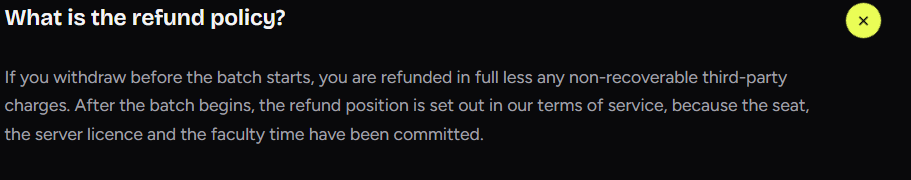 What is the refund policy?
If you withdraw before the batch starts, you are refunded in full less any non-recoverable third-party
charges. After the batch begins, the refund position is set out in our terms of service, because the seat,
the server licence and the faculty time have been committed.